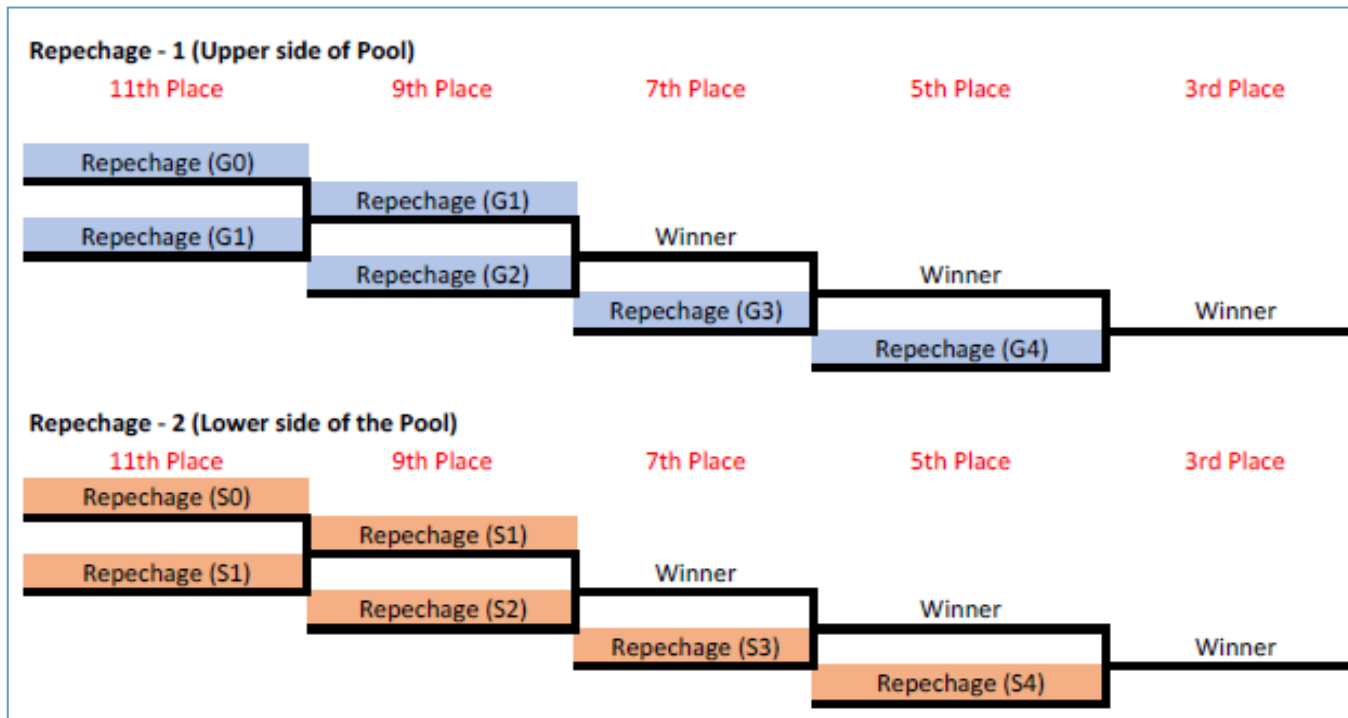 Repechage - 1 (Upper side of Pool)
11th Place 9th Place 7th Place 5th Place 3rd Place
Repechage (G0)
Repechage (G1)
Repechage (G1)
Winner
Repechage (G2)
Winner
Repechage (G3)
Winner
Repechage (G4)
Repechage - 2 (Lower side of the Pool)
11th Place 9th Place 7th Place 5th Place 3rd Place
Repechage (S0)
Repechage (S1)
Repechage (S1)
Winner
Repechage (S2)
Winner
Repechage (S3)
Winner
Repechage (S4)